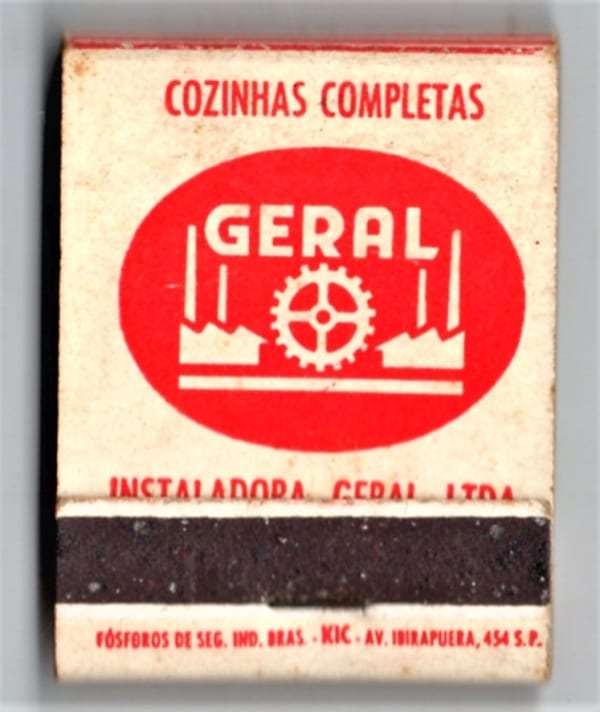 COZINHAS COMPLETAS
GERAL
INSTALADORA GERAL LTDA
FÓSFOROS DE SEG. IND. BRAS. - KIC - AV. IBIRAPUERA, 454 S.P.